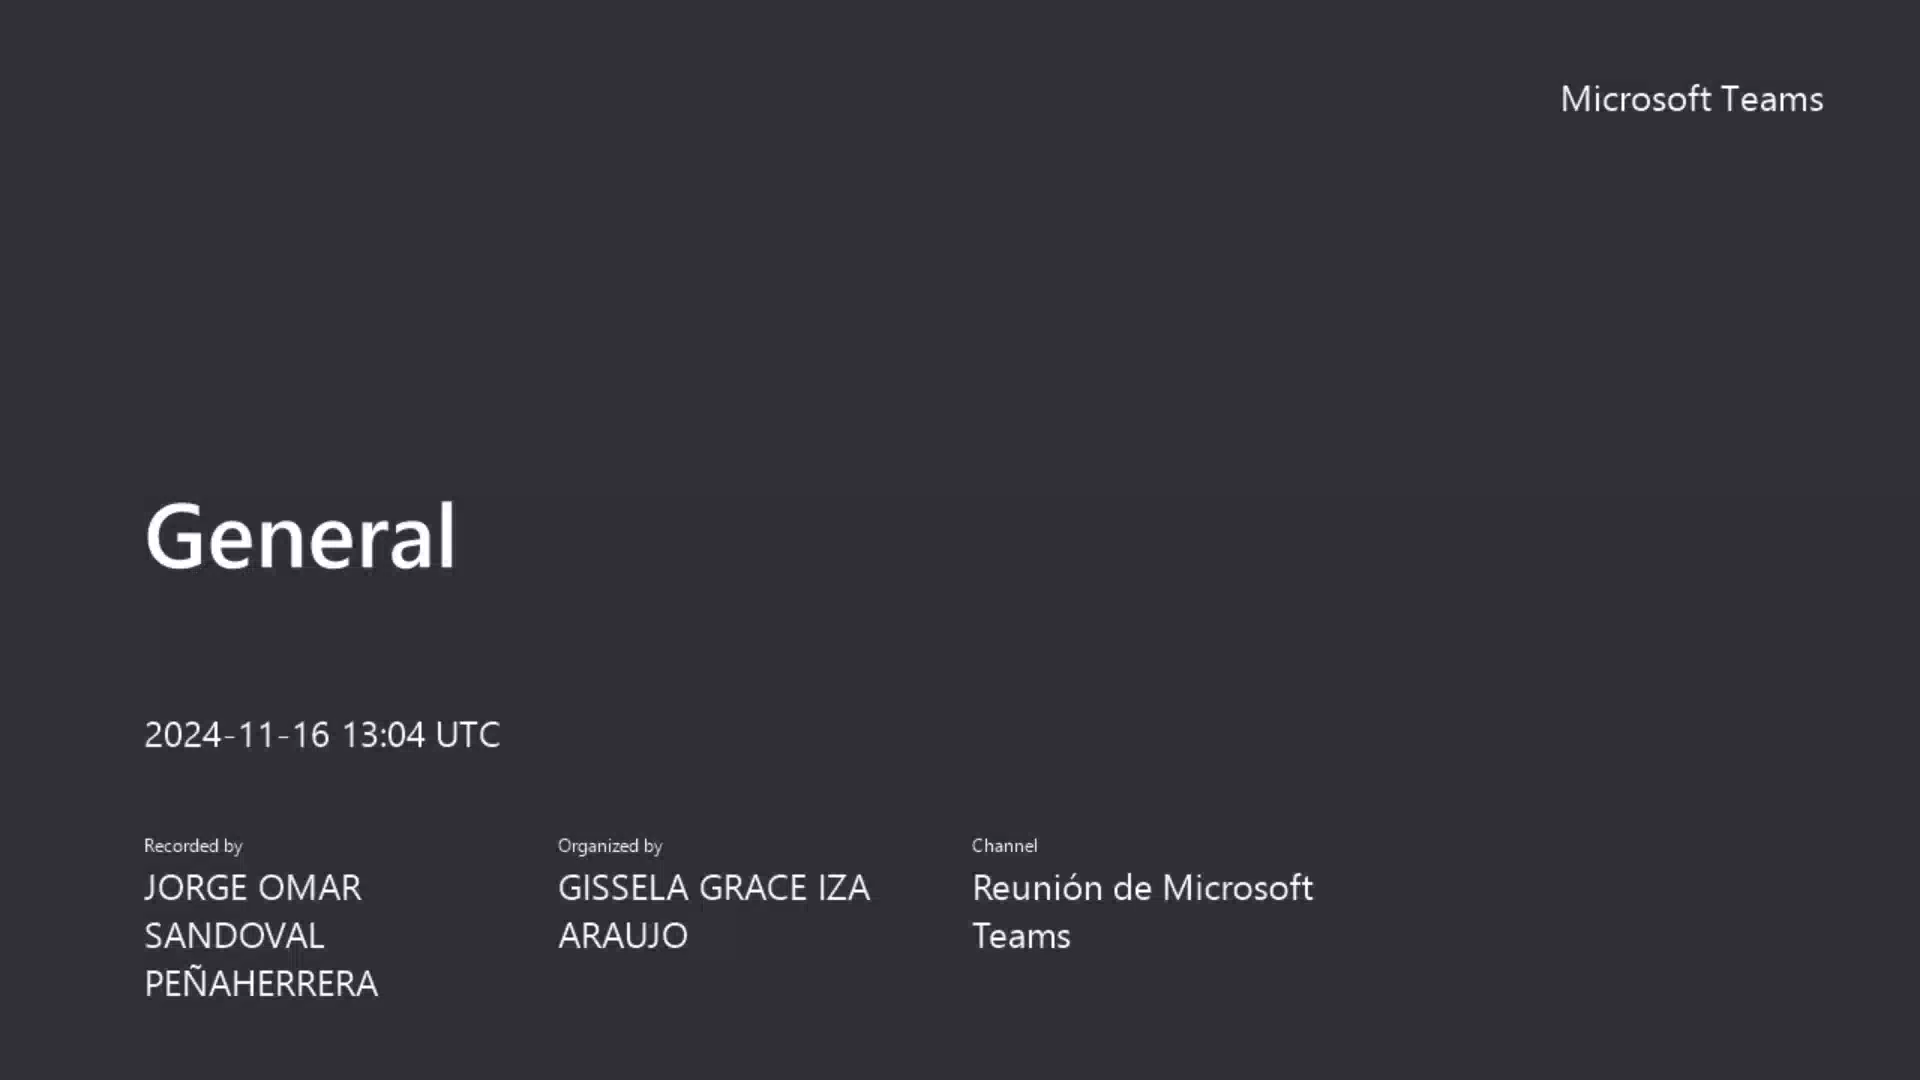 Microsoft Teams
General
2024-11-16 13:04 UTC
Recorded by
JORGE OMAR
SANDOVAL
PEÑAHERRERA
Organized by
GISSELA GRACE IZA
ARAUJO
Channel
Reunión de Microsoft
Teams